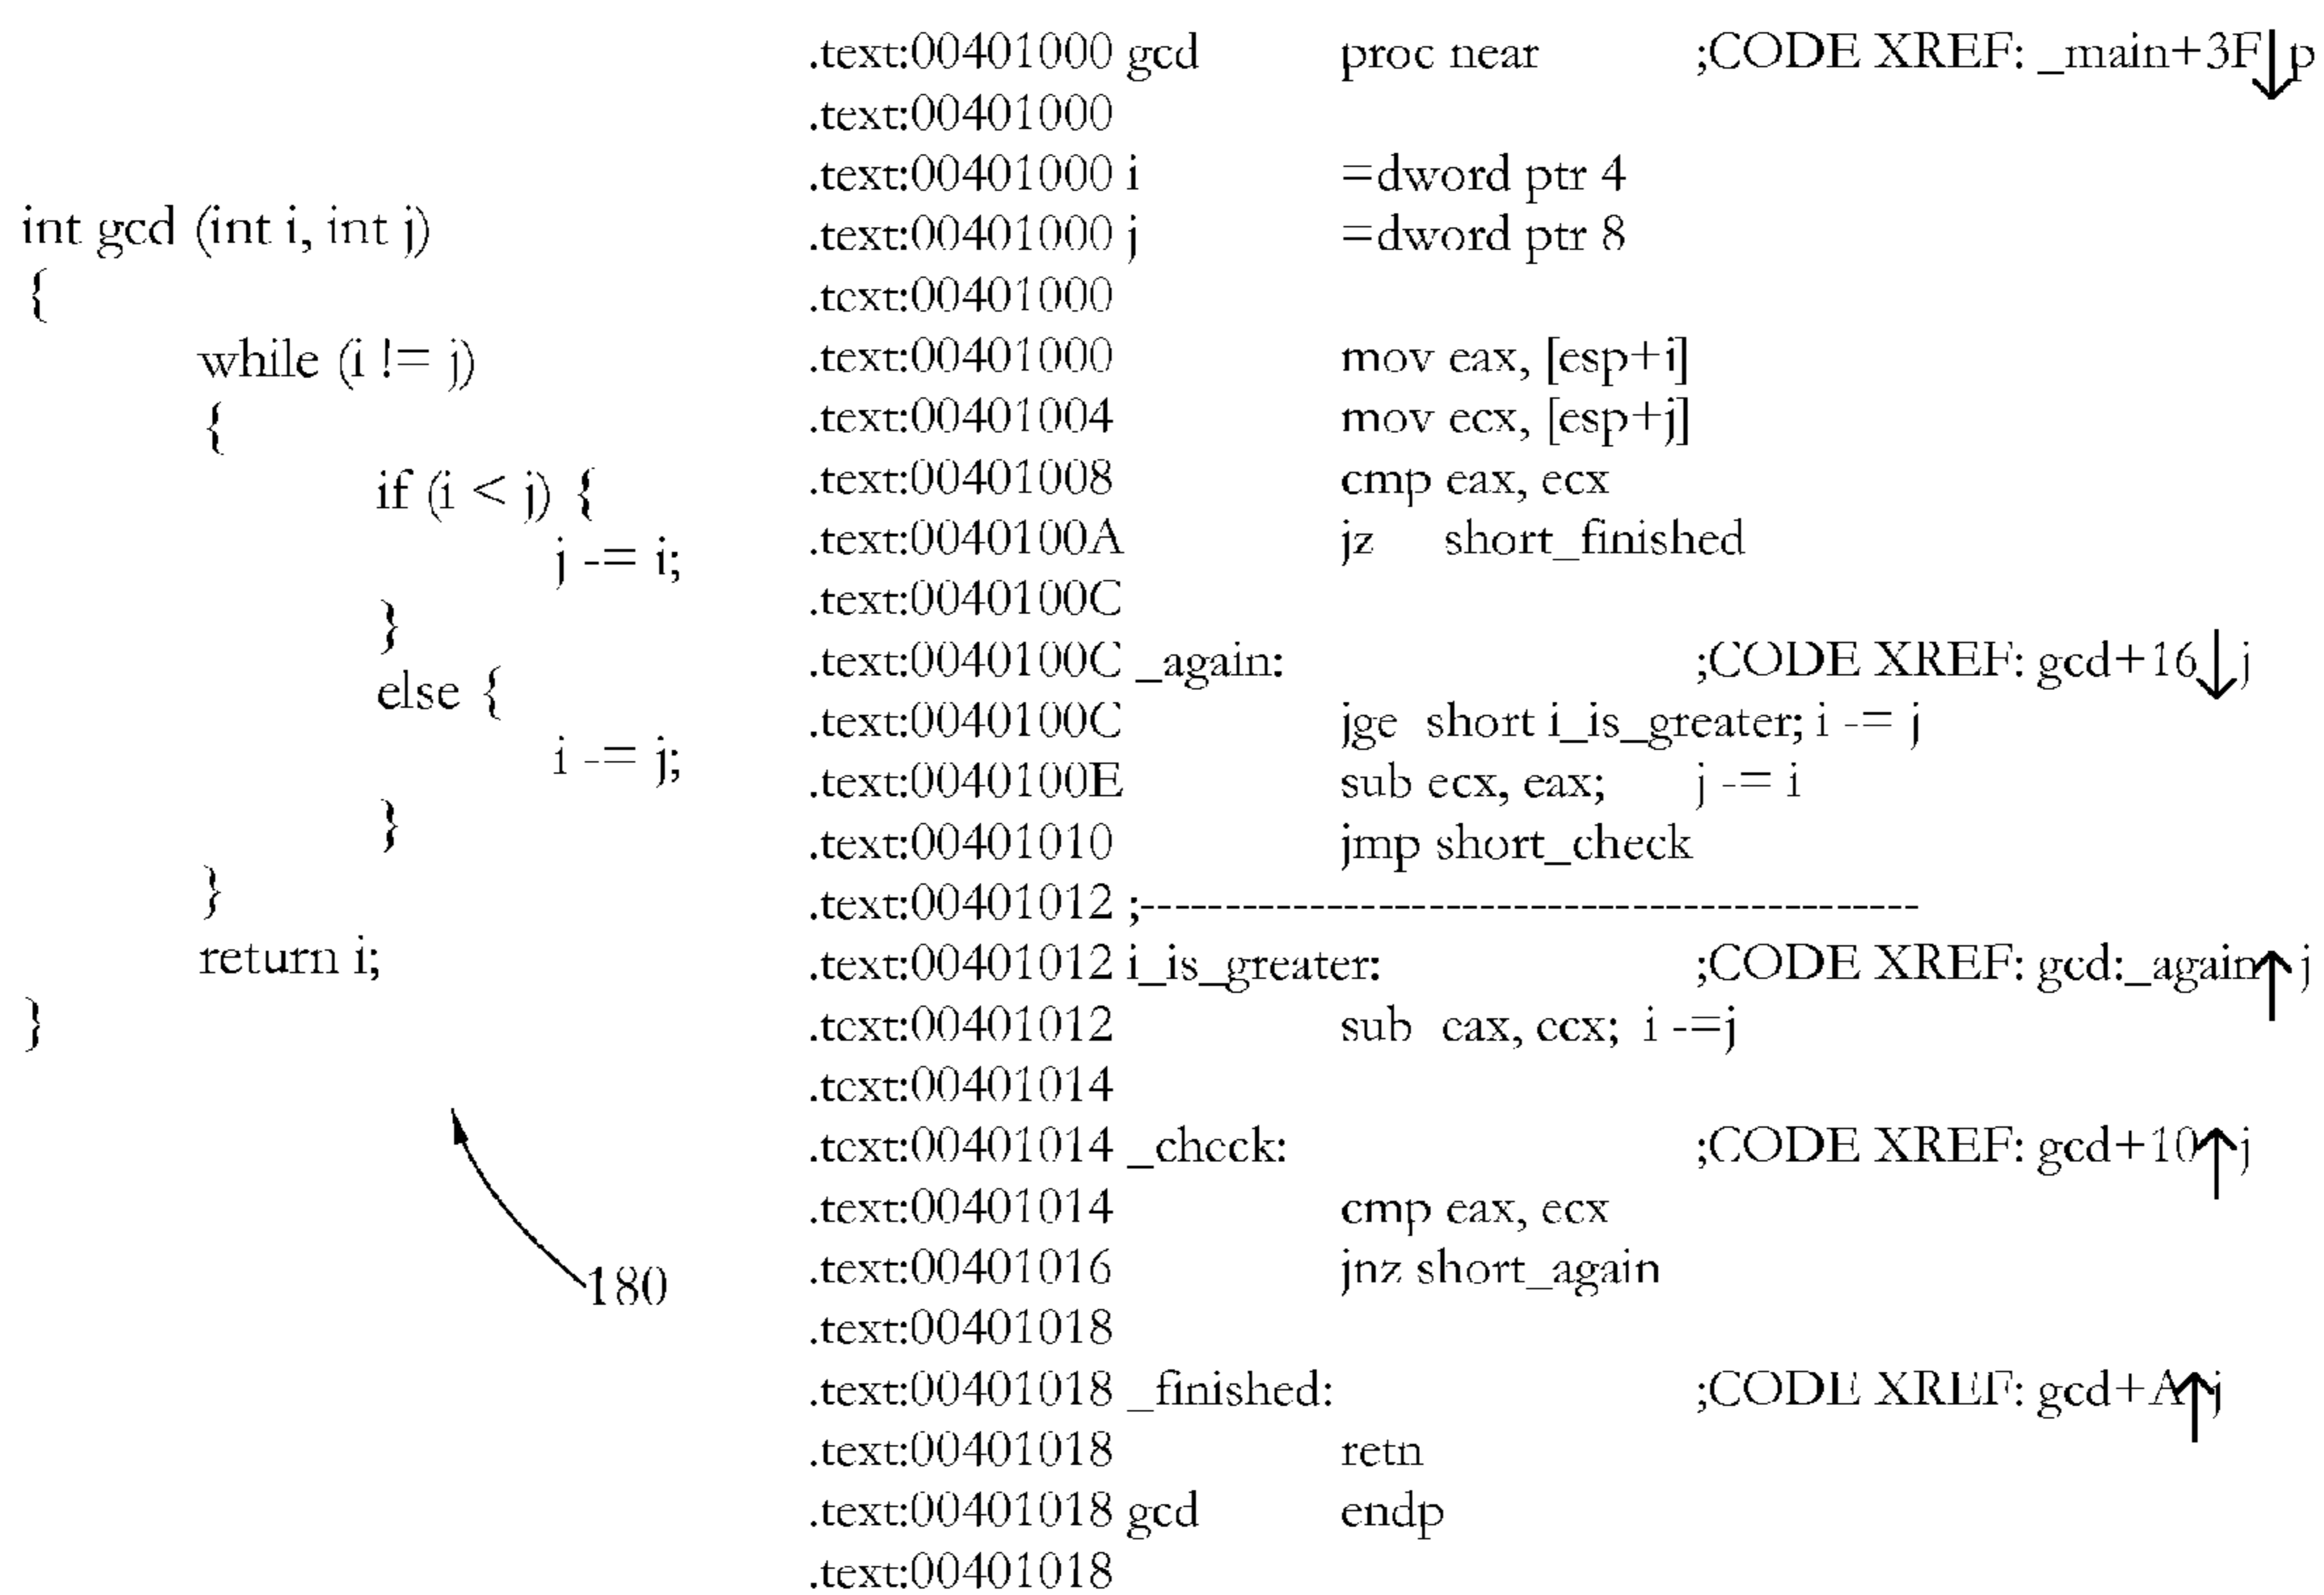 int gcd (int i, int j)
{
while (i != j)
{
if (i < j) {
j -= i;
}
else {
i -= j;
}
}
return i;
}
180
.text:00401000 gcd proc near ;CODE XREF: _main+3F↓p
.text:00401000
.text:00401000 i =dword ptr 4
.text:00401000 j =dword ptr 8
.text:00401000
.text:00401000 mov eax, [esp+i]
.text:00401004 mov ecx, [esp+j]
.text:00401008 cmp eax, ecx
.text:0040100A jz short_finished
.text:0040100C
.text:0040100C _again: ;CODE XREF: gcd+16↓j
.text:0040100C jge short i_is_greater; i -= j
.text:0040100E sub ecx, eax; j -= i
.text:00401010 jmp short_check
.text:00401012 ;----------------------------------------------
.text:00401012 i_is_greater: ;CODE XREF: gcd:_again↑j
.text:00401012 sub eax, ecx; i -=j
.text:00401014
.text:00401014 _check: ;CODE XREF: gcd+10↑j
.text:00401014 cmp eax, ecx
.text:00401016 jnz short_again
.text:00401018
.text:00401018 _finished: ;CODE XREF: gcd+A↑j
.text:00401018 retn
.text:00401018 gcd endp
.text:00401018